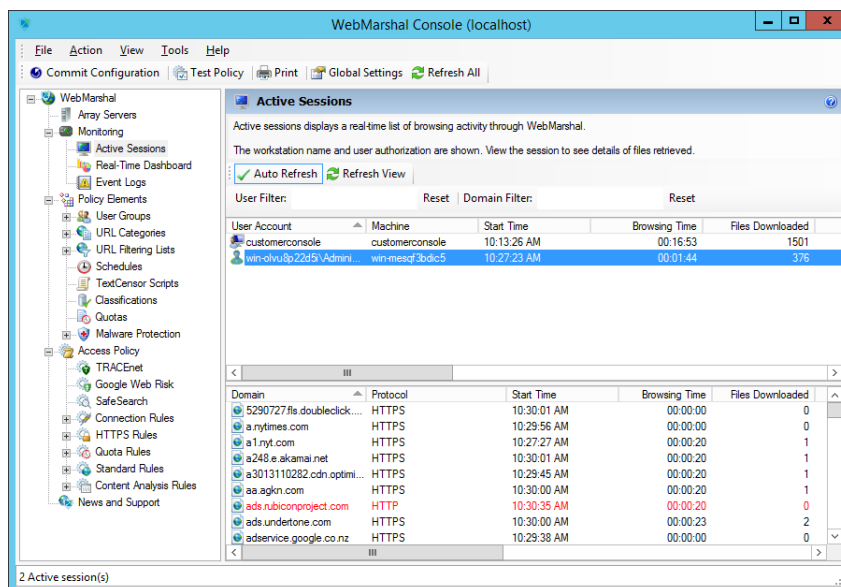 WebMarshal Console (localhost)
File Action View Tools Help
Commit Configuration Test Policy Print Global Settings Refresh All
WebMarshal
Array Servers
Monitoring
Active Sessions
Real-Time Dashboard
Event Logs
Policy Elements
User Groups
URL Categories
URL Filtering Lists
Schedules
TextCensor Scripts
Classifications
Quotas
Malware Protection
Access Policy
TRACEnet
Google Web Risk
SafeSearch
Connection Rules
HTTPS Rules
Quota Rules
Standard Rules
Content Analysis Rules
News and Support
Active Sessions
Active sessions displays a real-time list of browsing activity through WebMarshal.
The workstation name and user authorization are shown. View the session to see details of files retrieved.
Auto Refresh Refresh View
User Filter: Reset Domain Filter: Reset
User Account Machine Start Time Browsing Time Files Downloaded
customerconsole customerconsole 10:13:26 AM 00:16:53 1501
win-olvu8p22d5i\Admini... win-mesqf3bdic5 10:27:23 AM 00:01:44 376
Domain Protocol Start Time Browsing Time Files Downloaded
5290727.fls.doubleclick.... HTTPS 10:30:01 AM 00:00:00 0
a.nytimes.com HTTPS 10:29:56 AM 00:00:00 0
a1.nyt.com HTTPS 10:27:27 AM 00:00:20 1
a248.e.akamai.net HTTPS 10:30:01 AM 00:00:20 1
a3013110282.cdn.optimi... HTTPS 10:29:45 AM 00:00:20 1
aa.agkn.com HTTPS 10:30:00 AM 00:00:20 1
ads.rubiconproject.com HTTP 10:30:35 AM 00:00:20 0
ads.undertone.com HTTPS 10:30:00 AM 00:00:23 2
adservice.google.co.nz HTTPS 10:29:38 AM 00:00:00 0
2 Active session(s)